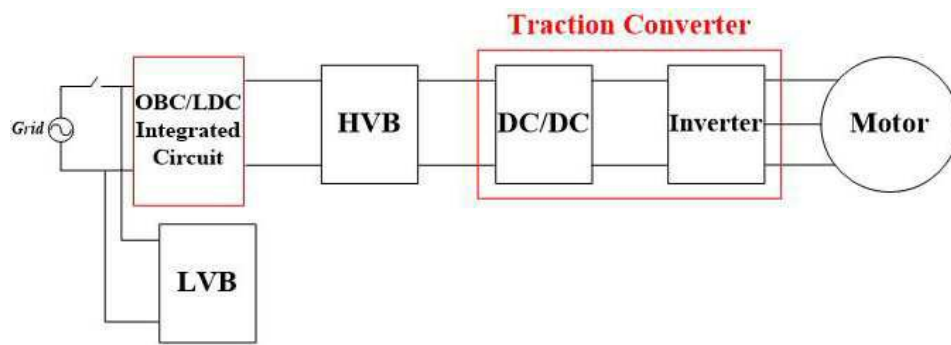 Traction Converter
Grid
OBC/LDC
Integrated
Circuit
HVB
DC/DC
Inverter
Motor
LVB